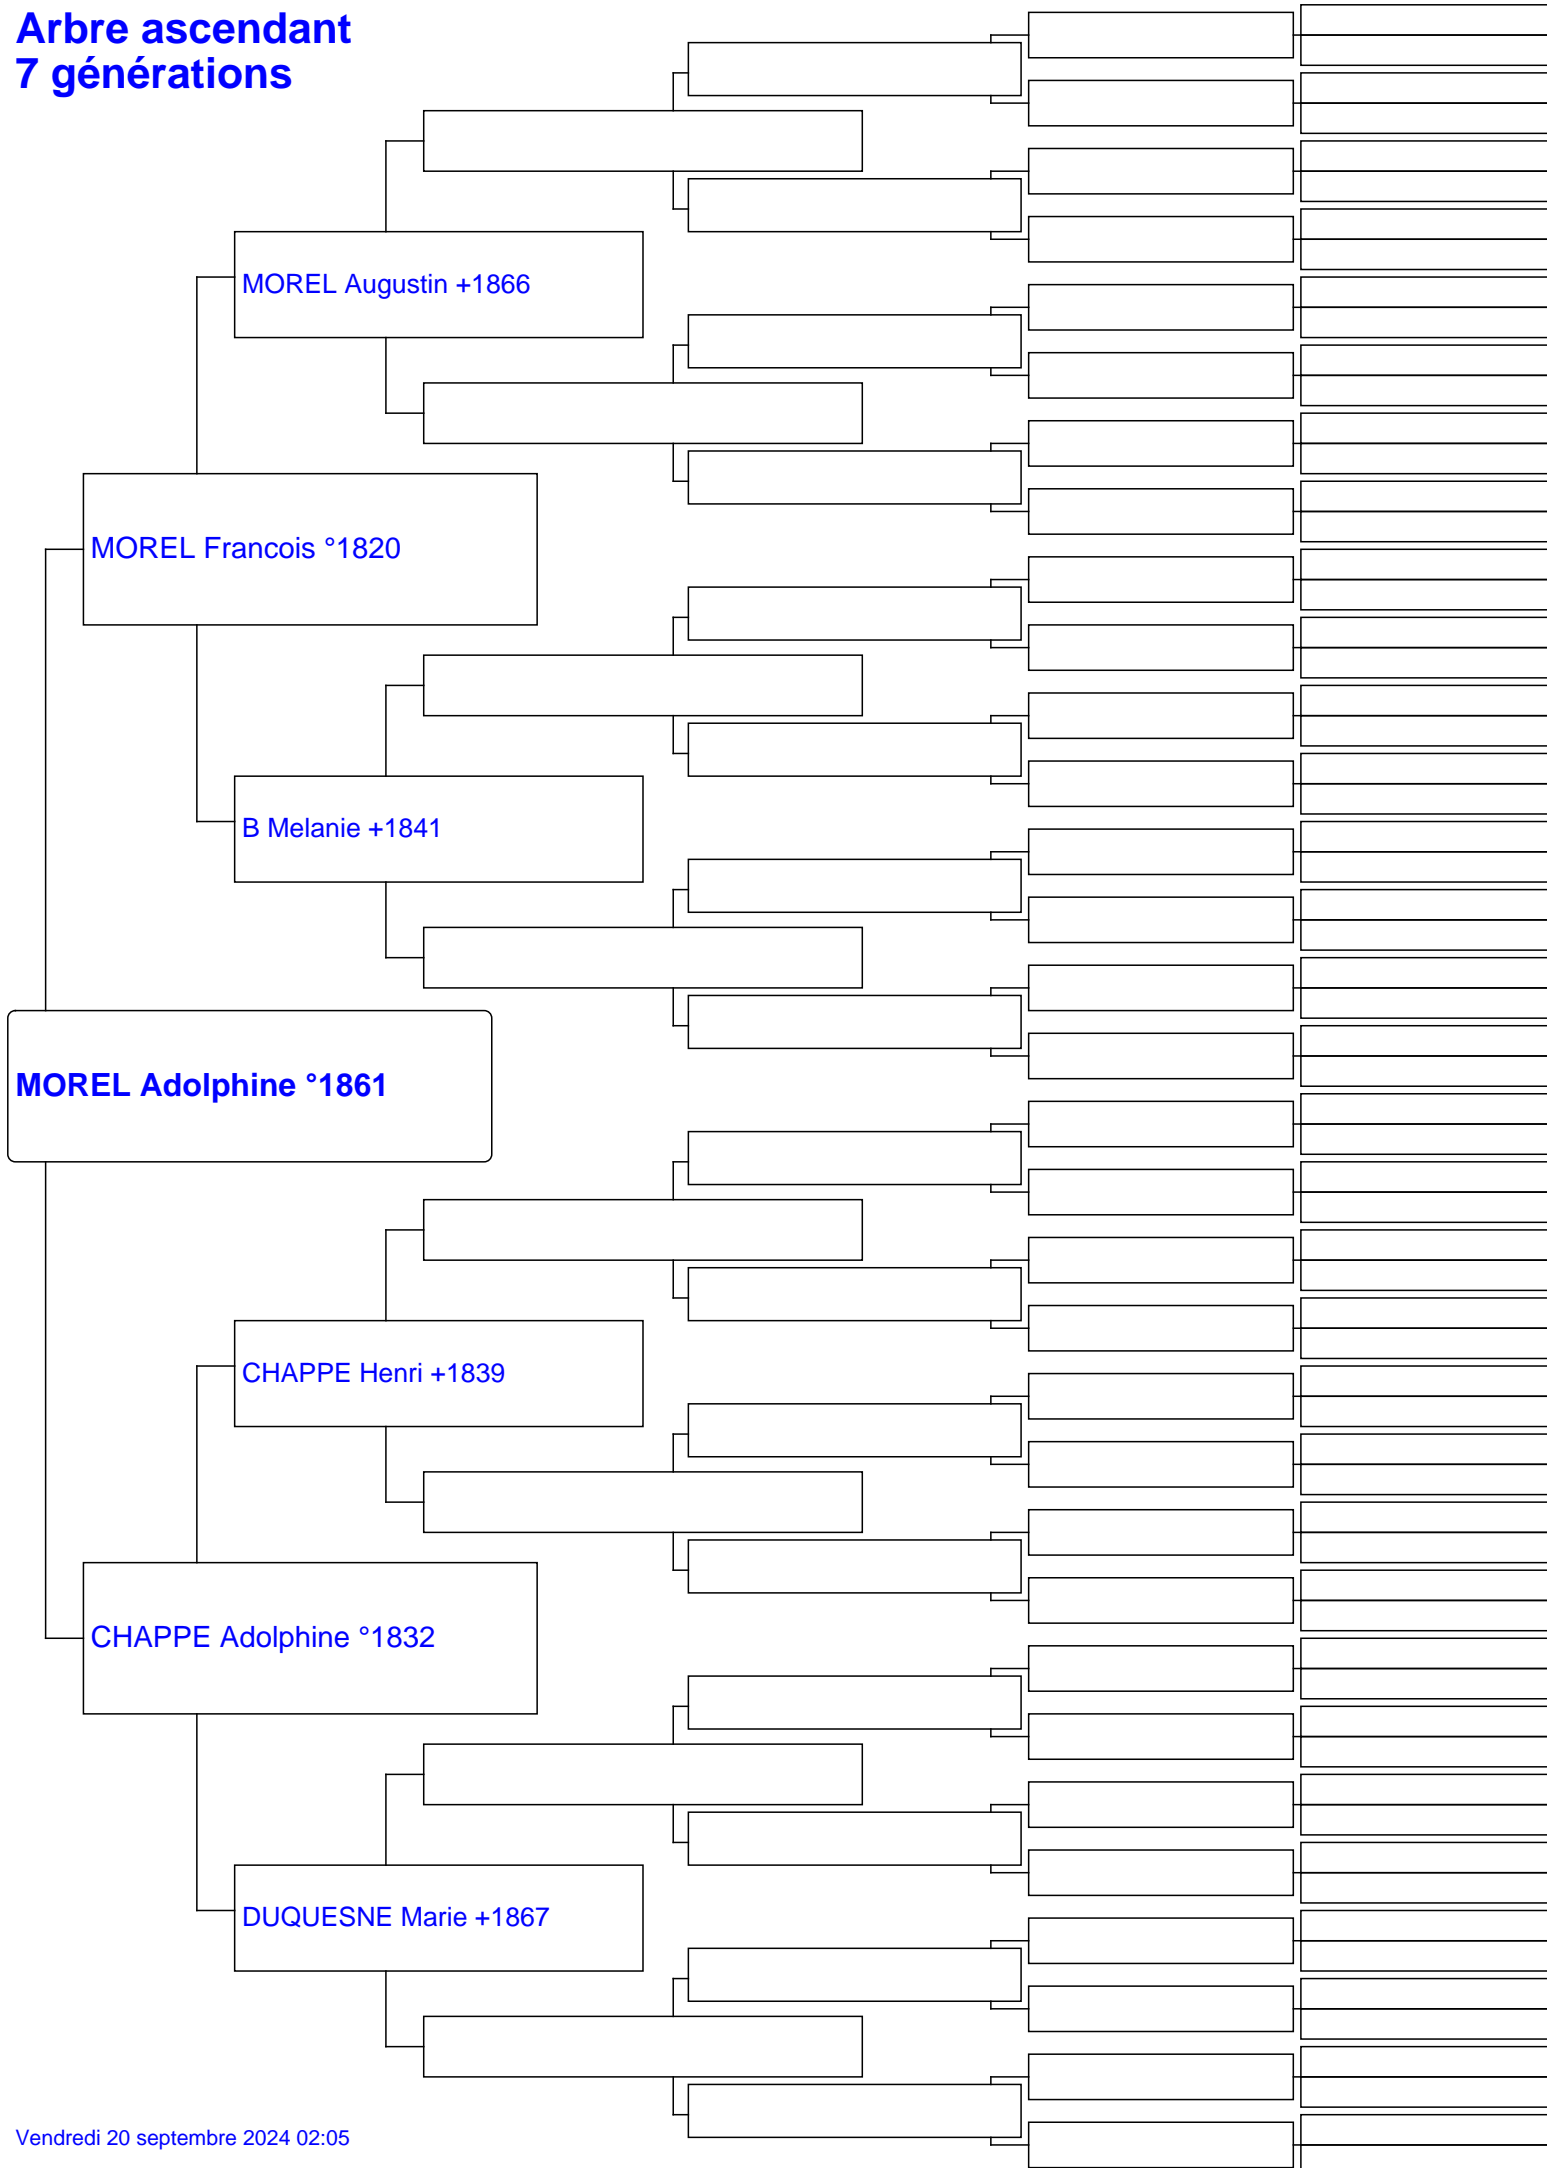 Arbre ascendant
7 générations
MOREL Augustin +1866
MOREL Francois °1820
B Melanie +1841
MOREL Adolphine °1861
CHAPPE Henri +1839
CHAPPE Adolphine °1832
DUQUESNE Marie +1867
Vendredi 20 septembre 2024 02:05